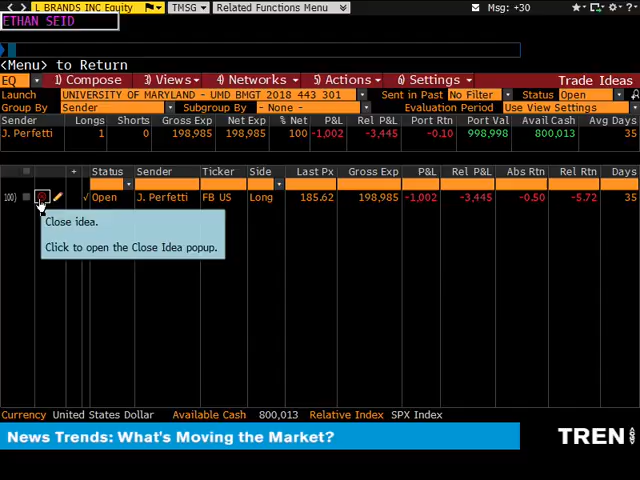 L BRANDS INC Equity TMSG Related Functions Menu Msg: +30
ETHAN SEID
<Menu> to Return
EQ 1) Compose 3) Views 4) Networks 5) Actions 6) Settings Trade Ideas
Launch UNIVERSITY OF MARYLAND - UMD BMGT 2018 443 301 Sent in Past No Filter Status Open
Group By Sender Subgroup By - None - Evaluation Period Use View Settings
Sender Longs Shorts Gross Exp Net Exp % Net P&L Rel P&L Port Rtn Port Val Avail Cash Avg Days
J. Perfetti 1 0 198,985 198,985 100 -1,002 -3,445 -0.10 998,998 800,013 35
+ Status Sender Ticker Side Last Px Gross Exp P&L Rel P&L Abs Rtn Rel Rtn Days
100) √ Open J. Perfetti FB US Long 185.62 198,985 -1,002 -3,445 -0.50 -5.72 35
Close idea.
Click to open the Close Idea popup.
Currency United States Dollar Available Cash 800,013 Relative Index SPX Index
News Trends: What's Moving the Market?
TREN